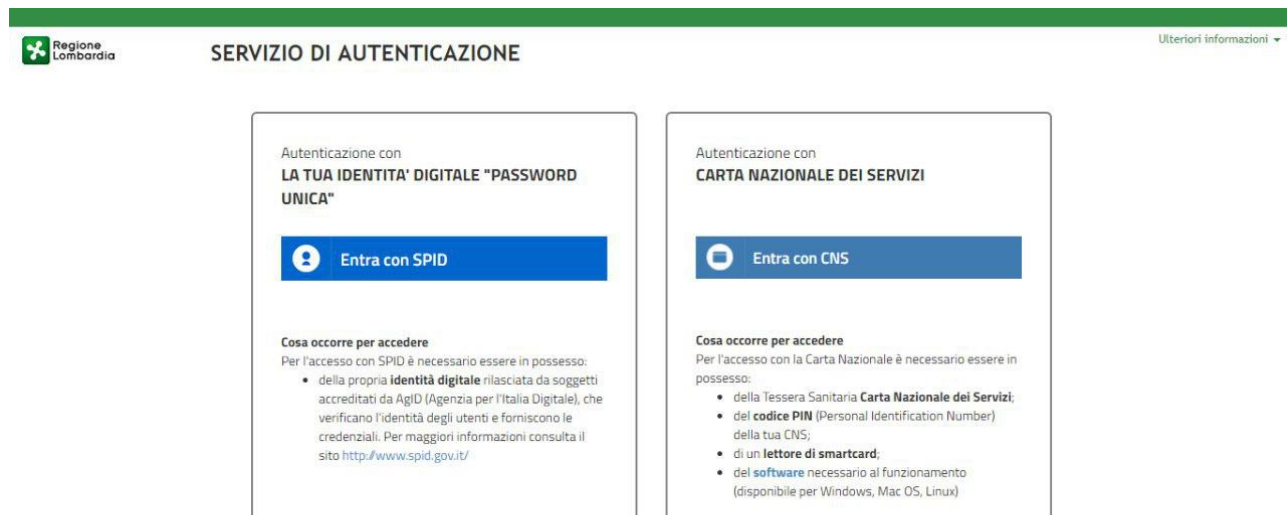 Regione
Lombardia
SERVIZIO DI AUTENTICAZIONE
Ulteriori informazioni
Autenticazione con
LA TUA IDENTITA' DIGITALE "PASSWORD
UNICA"
Entra con SPID
Cosa occorre per accedere
Per l'accesso con SPID è necessario essere in possesso:
• della propria identità digitale rilasciata da soggetti
accreditati da AgID (Agenzia per l'Italia Digitale), che
verificano l'identità degli utenti e forniscono le
credenziali. Per maggiori informazioni consulta il
sito http://www.spid.gov.it/
Autenticazione con
CARTA NAZIONALE DEI SERVIZI
Entra con CNS
Cosa occorre per accedere
Per l'accesso con la Carta Nazionale è necessario essere in
possesso:
• della Tessera Sanitaria Carta Nazionale dei Servizi;
• del codice PIN (Personal Identification Number)
della tua CNS;
• di un lettore di smartcard;
• del software necessario al funzionamento
(disponibile per Windows, Mac OS, Linux)